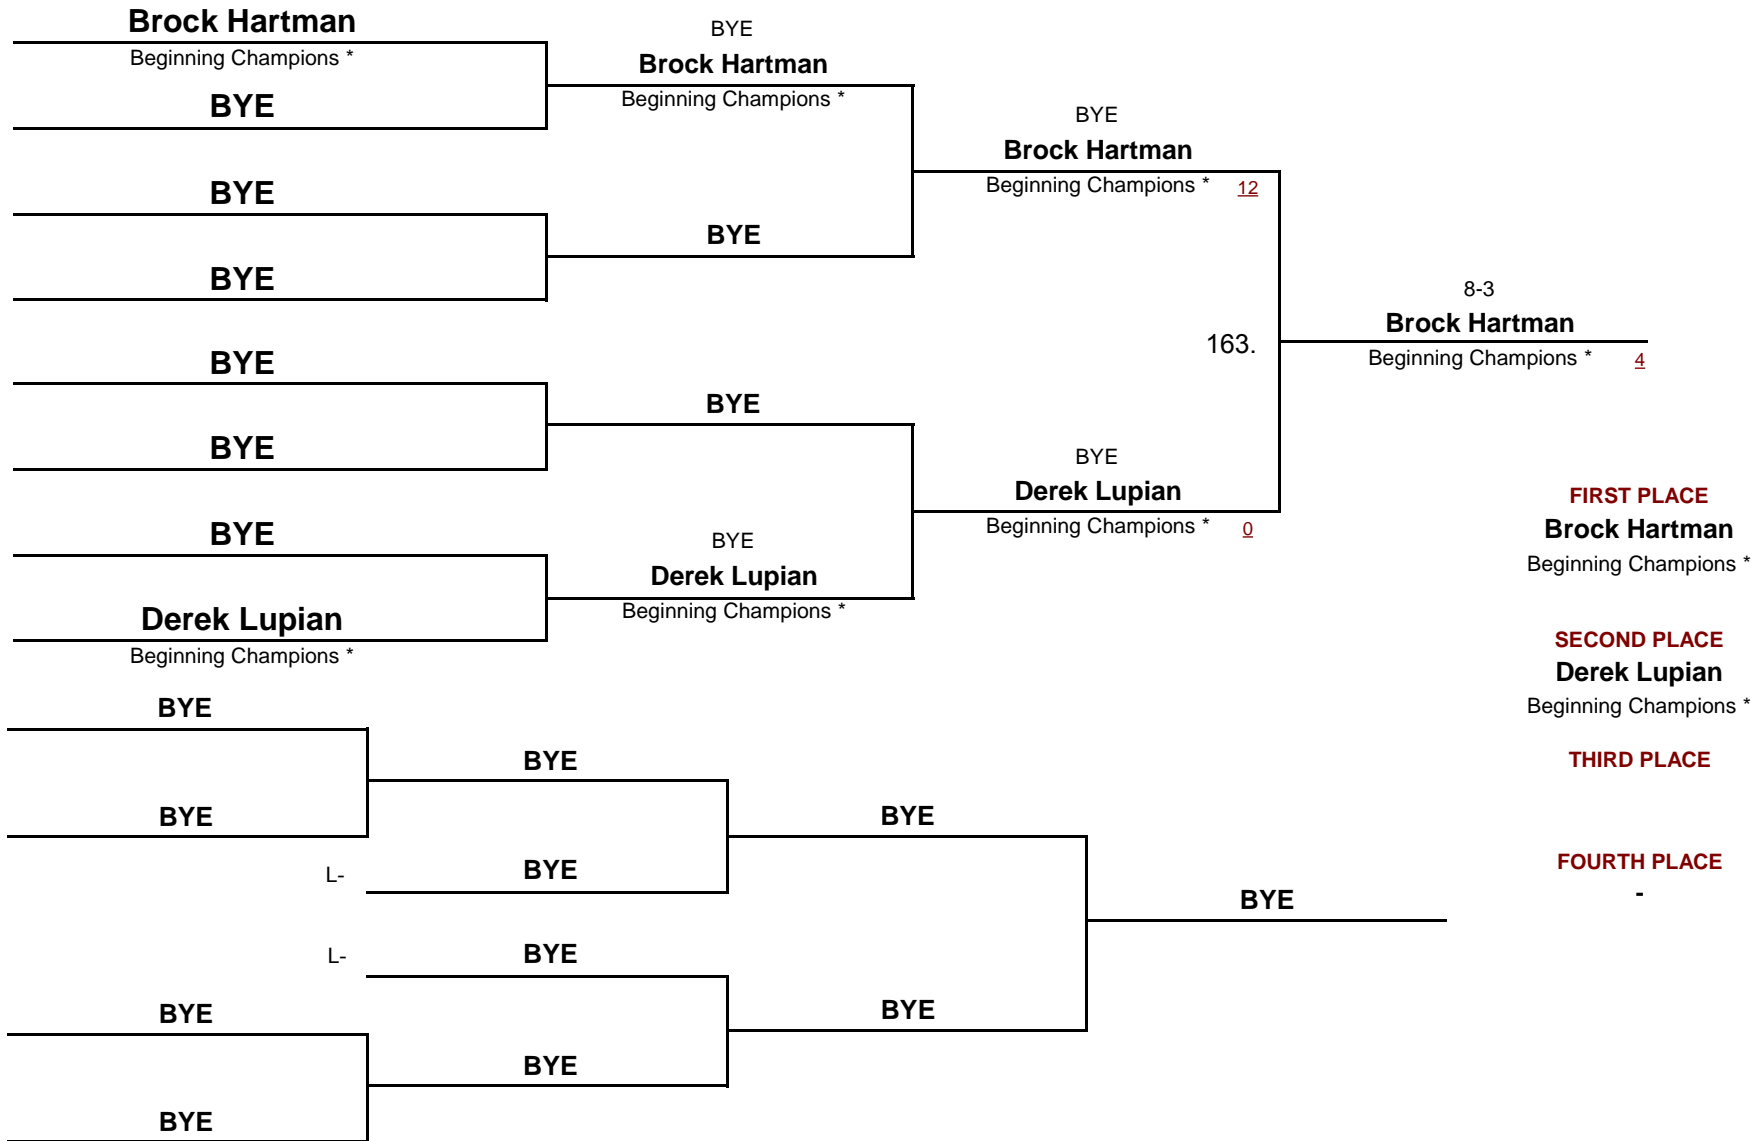 Brock Hartman
Beginning Champions *
BYE
BYE
BYE
BYE
BYE
BYE
Derek Lupian
Beginning Champions *
BYE
Brock Hartman
Beginning Champions *
BYE
BYE
BYE
Derek Lupian
Beginning Champions *
BYE
Brock Hartman
Beginning Champions * 12
163.
BYE
Derek Lupian
Beginning Champions * 0
8-3
Brock Hartman
Beginning Champions * 4
FIRST PLACE
Brock Hartman
Beginning Champions *
SECOND PLACE
Derek Lupian
Beginning Champions *
THIRD PLACE
FOURTH PLACE
-
BYE
BYE
BYE
BYE
BYE
L- BYE
L- BYE
BYE
BYE
BYE
BYE